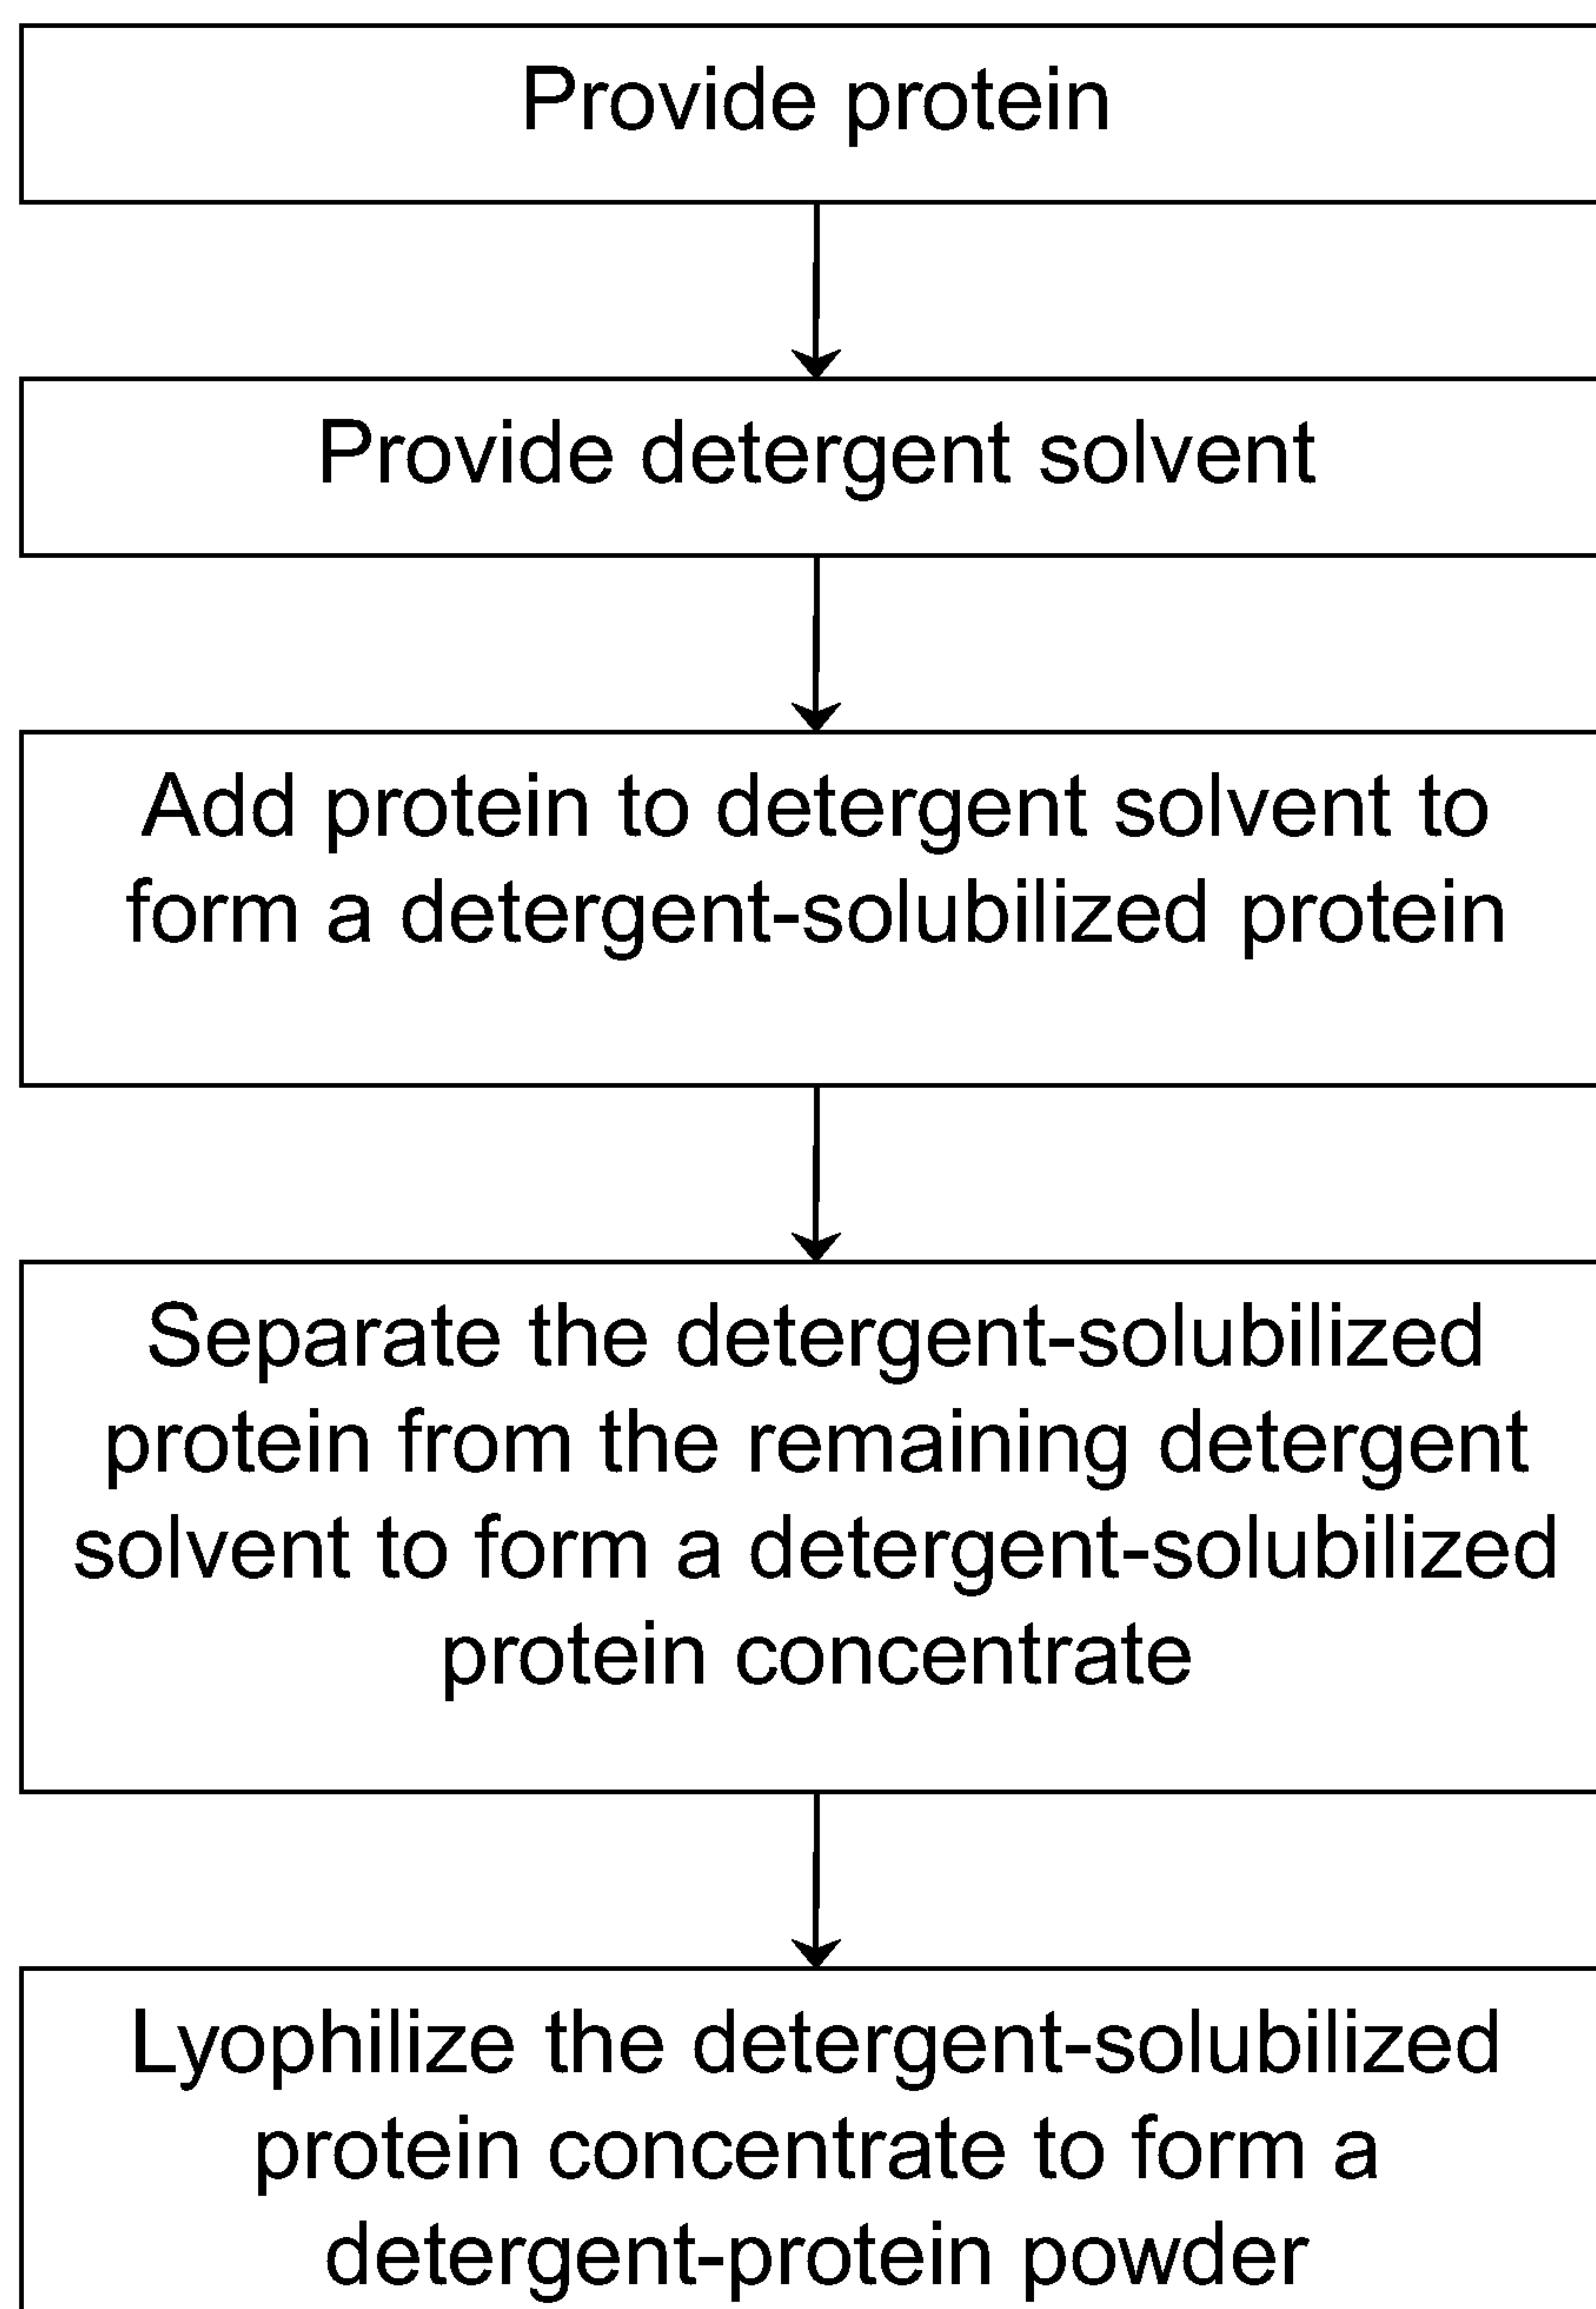 Provide protein
Provide detergent solvent
Add protein to detergent solvent to
form a detergent-solubilized protein
Separate the detergent-solubilized
protein from the remaining detergent
solvent to form a detergent-solubilized
protein concentrate
Lyophilize the detergent-solubilized
protein concentrate to form a
detergent-protein powder